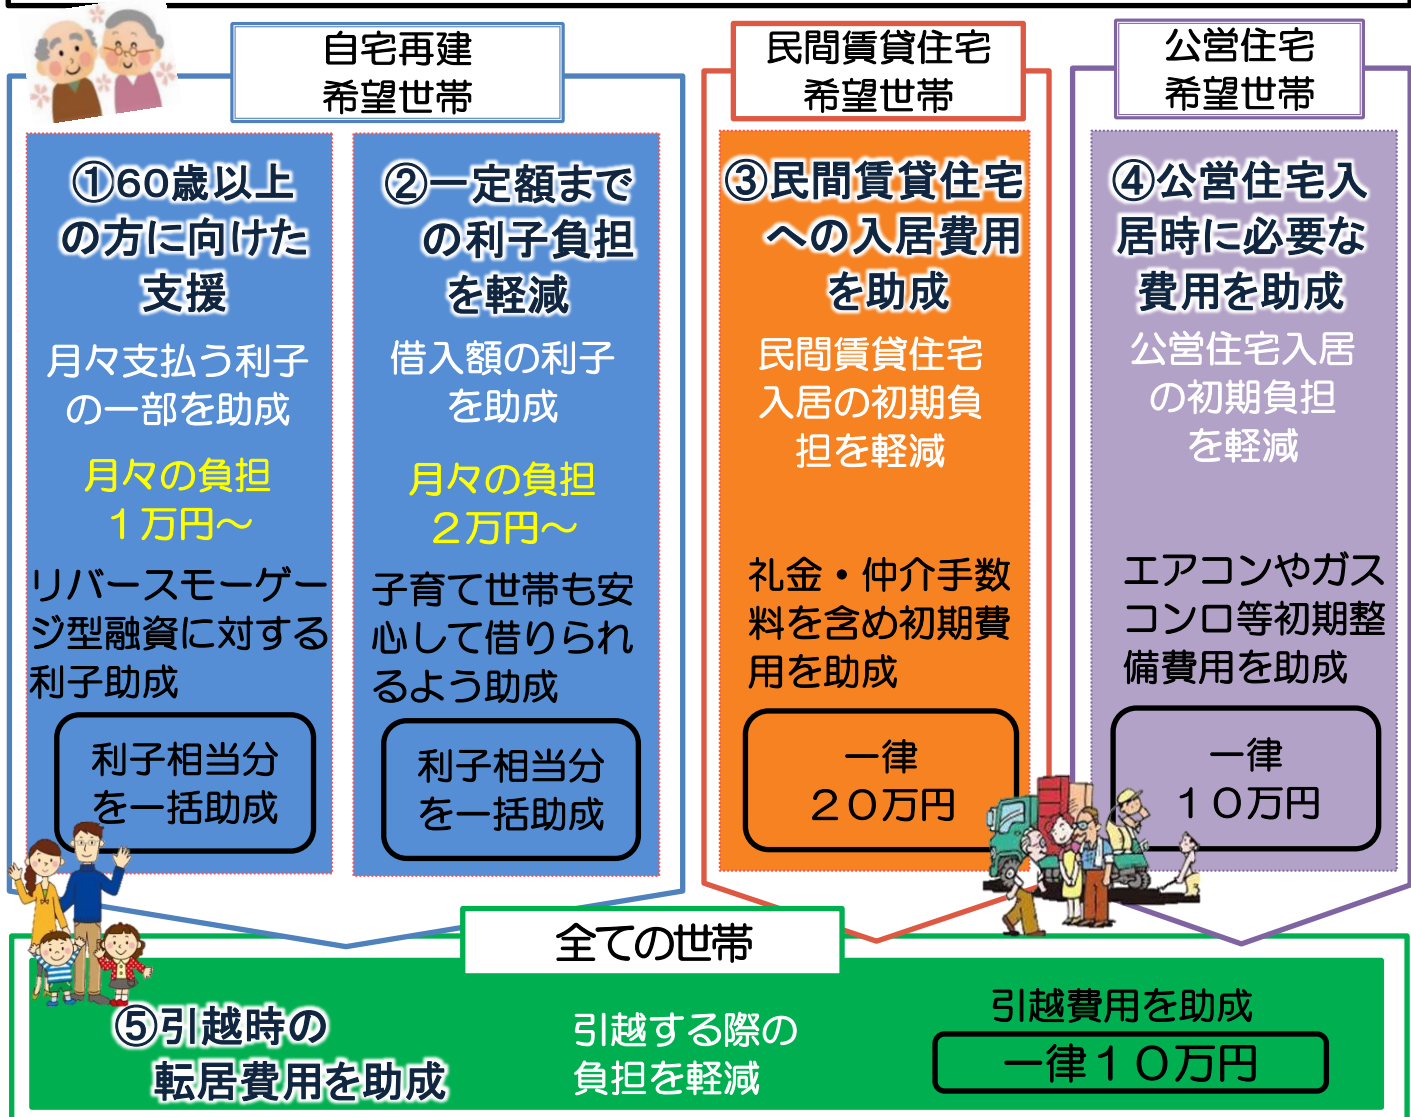 自宅再建
希望世帯
①60歳以上
の方に向けた
支援
月々支払う利子
の一部を助成
月々の負担
１万円～
リバースモーゲー
ジ型融資に対する
利子助成
利子相当分
を一括助成
②一定額まで
の利子負担
を軽減
借入額の利子
を助成
月々の負担
２万円～
子育て世帯も安
心して借りられ
るよう助成
利子相当分
を一括助成
民間賃貸住宅
希望世帯
③民間賃貸住宅
への入居費用
を助成
民間賃貸住宅
入居の初期負
担を軽減
礼金・仲介手数
料を含め初期費
用を助成
一律
２０万円
公営住宅
希望世帯
④公営住宅入
居時に必要な
費用を助成
公営住宅入居
の初期負担
を軽減
エアコンやガス
コンロ等初期整
備費用を助成
一律
１０万円
全ての世帯
⑤引越時の
転居費用を助成
引越する際の
負担を軽減
引越費用を助成
一律１０万円